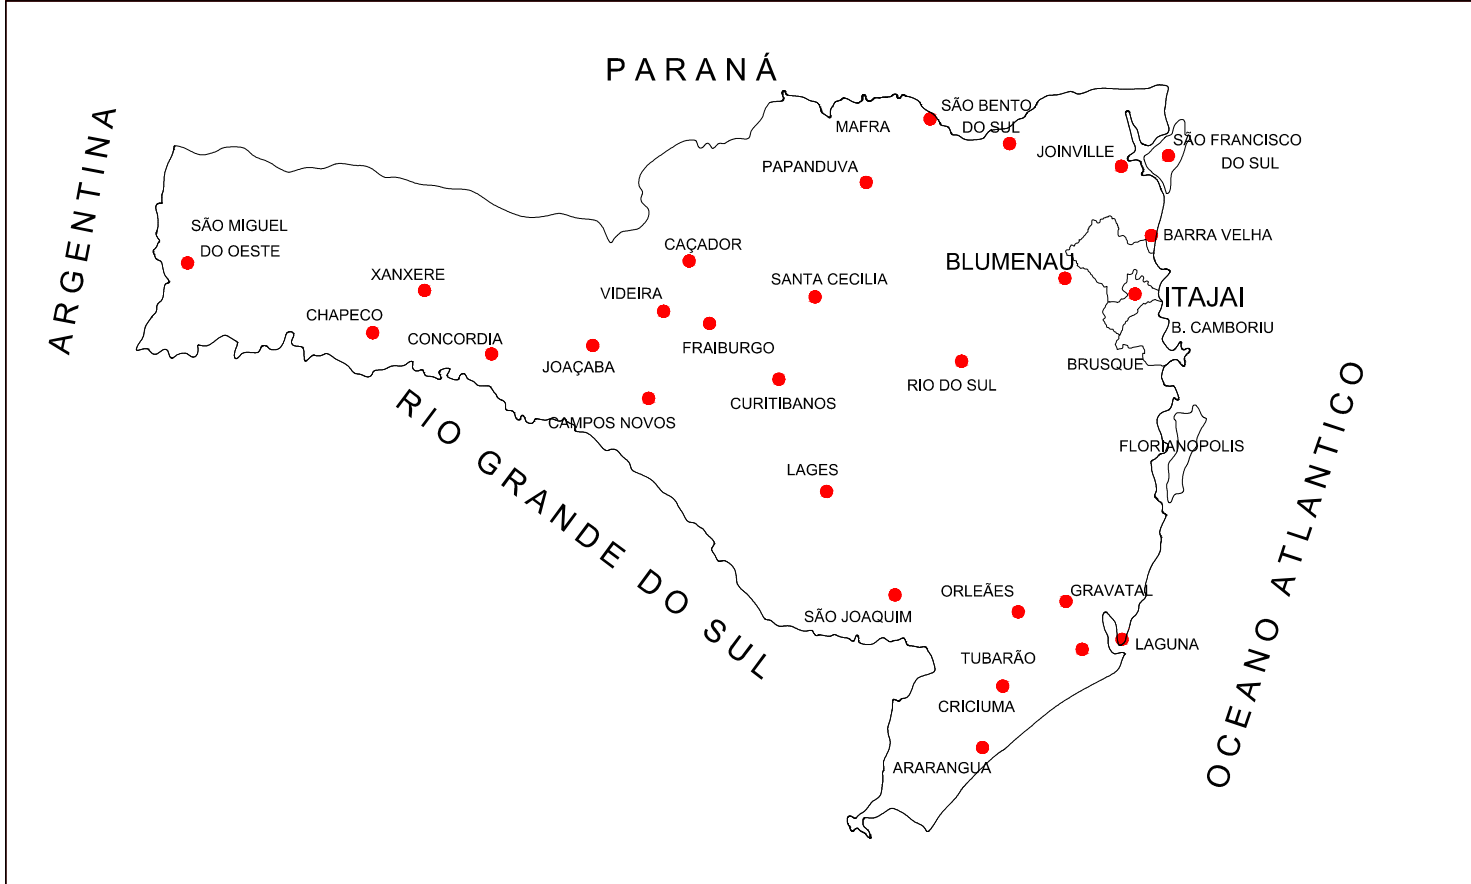 PARANÁ
ARGENTINA
SÃO BENTO
DO SUL
MAFRA
SÃO FRANCISCO
DO SUL
JOINVILLE
PAPANDUVA
SÃO MIGUEL
DO OESTE
BARRA VELHA
CAÇADOR
BLUMENAU
XANXERE
SANTA CECILIA
VIDEIRA
ITAJAI
CHAPECO
B. CAMBORIU
CONCORDIA
FRAIBURGO
JOAÇABA
BRUSQUE
RIO DO SUL
CURITIBANOS
CAMPOS NOVOS
FLORIANOPOLIS
RIO GRANDE DO SUL
LAGES
OCEANO ATLANTICO
ORLEÃES
GRAVATAL
SÃO JOAQUIM
LAGUNA
TUBARÃO
CRICIUMA
ARARANGUA